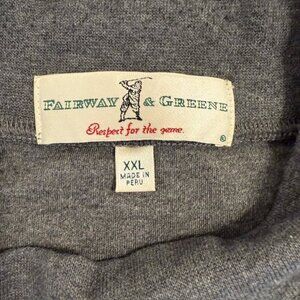 FAIRWAY & GREENE
Respect for the game.
®
XXL
MADE IN
PERU